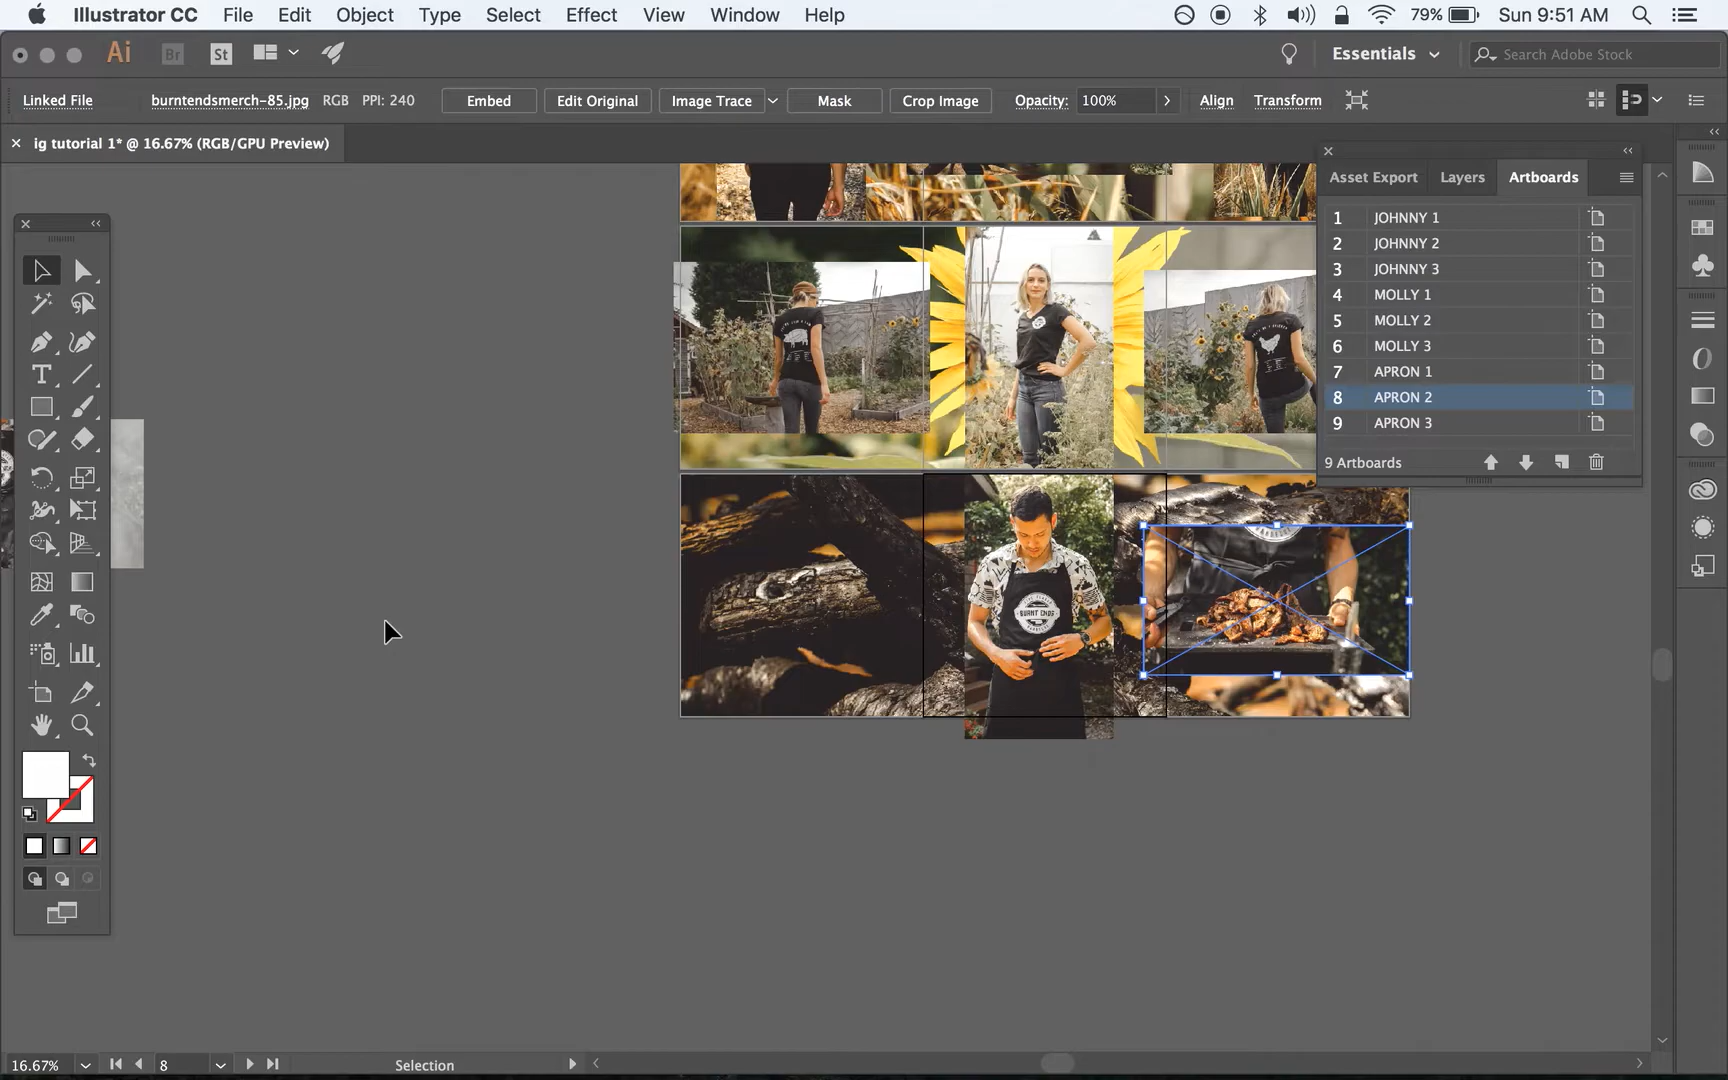 Illustrator CC File Edit Object Type Select Effect View Window Help 79% Sun 9:51 AM
Ai Br St Essentials Search Adobe Stock
Linked File burntendsmerch-85.jpg RGB PPI: 240 Embed Edit Original Image Trace Mask Crop Image Opacity: 100% Align Transform
ig tutorial 1* @ 16.67% (RGB/GPU Preview)
Asset Export Layers Artboards
1 JOHNNY 1
2 JOHNNY 2
3 JOHNNY 3
4 MOLLY 1
5 MOLLY 2
6 MOLLY 3
7 APRON 1
8 APRON 2
9 APRON 3
9 Artboards
BURNT ENDS
16.67% 8 Selection